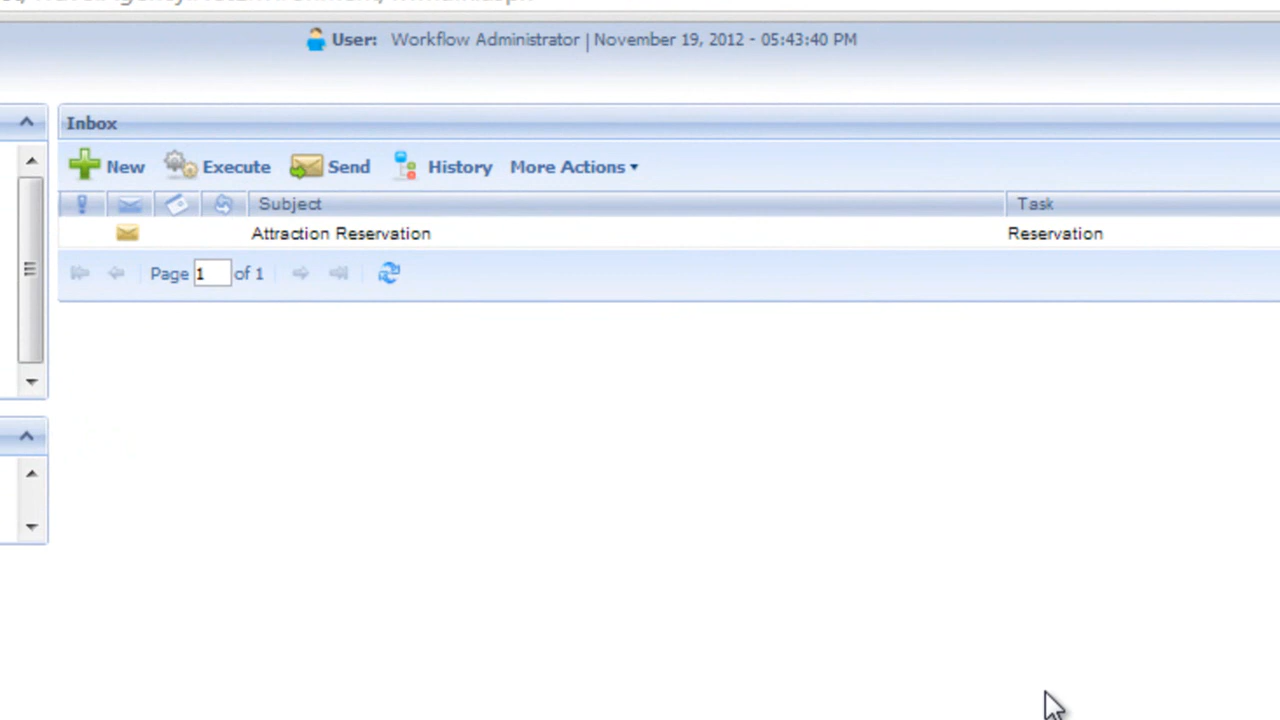 User: Workflow Administrator | November 19, 2012 - 05:43:40 PM
Inbox
New Execute Send History More Actions
Subject Task
Attraction Reservation Reservation
Page 1 of 1